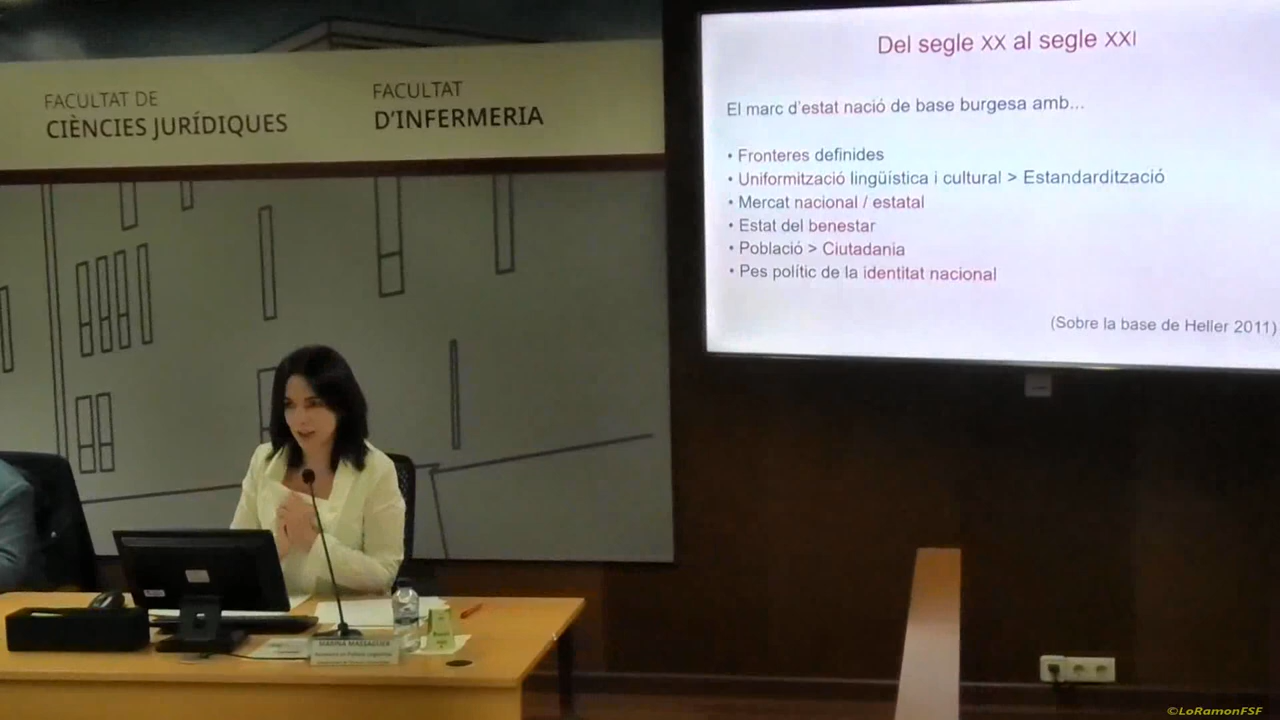 FACULTAT DE
CIÈNCIES JURÍDIQUES
FACULTAT
D'INFERMERIA
Del segle XX al segle XXI
El marc d'estat nació de base burgesa amb...
• Fronteres definides
• Uniformització lingüística i cultural > Estandardització
• Mercat nacional / estatal
• Estat del benestar
• Població > Ciutadania
• Pes polític de la identitat nacional
(Sobre la base de Heller 2011)
MARINA MASSAGUER
©LoRamonFSF